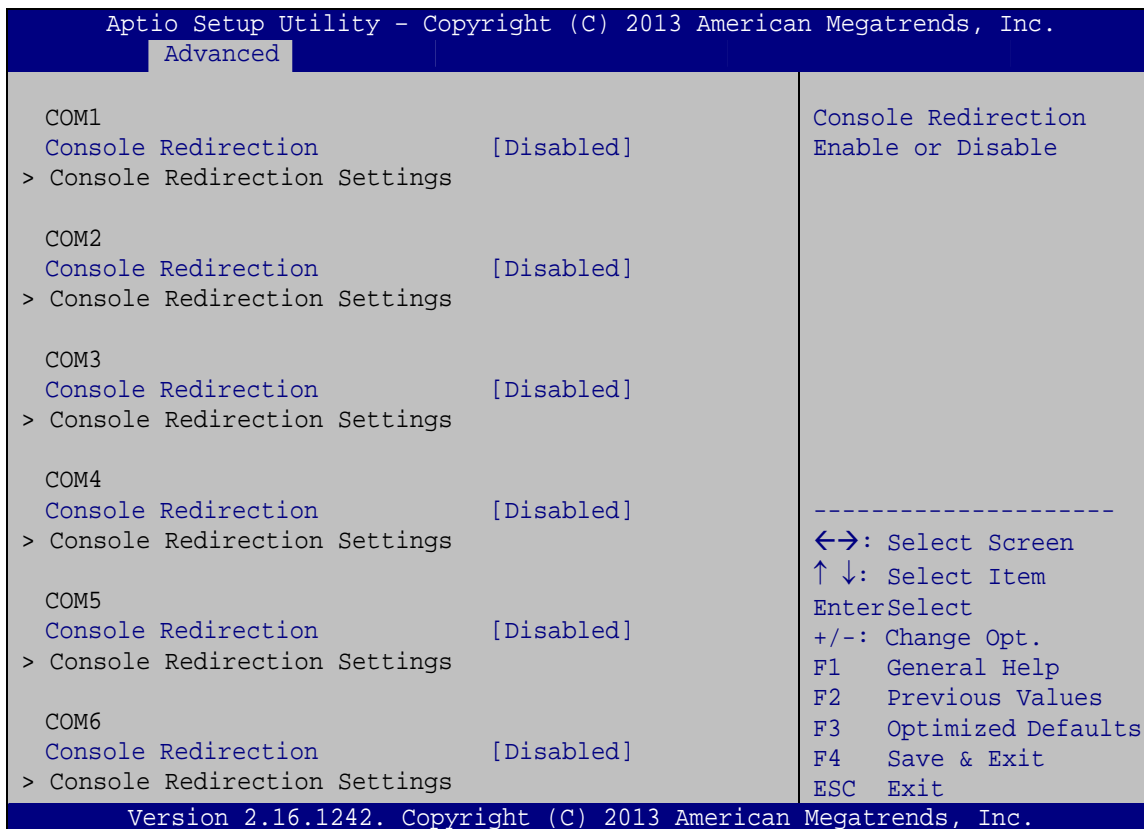 Aptio Setup Utility – Copyright (C) 2013 American Megatrends, Inc.
Advanced
COM1
Console Redirection [Disabled]
> Console Redirection Settings
COM2
Console Redirection [Disabled]
> Console Redirection Settings
COM3
Console Redirection [Disabled]
> Console Redirection Settings
COM4
Console Redirection [Disabled]
> Console Redirection Settings
COM5
Console Redirection [Disabled]
> Console Redirection Settings
COM6
Console Redirection [Disabled]
> Console Redirection Settings
Console Redirection
Enable or Disable
---------------------
←→: Select Screen
↑ ↓: Select Item
EnterSelect
+/-: Change Opt.
F1 General Help
F2 Previous Values
F3 Optimized Defaults
F4 Save & Exit
ESC Exit
Version 2.16.1242. Copyright (C) 2013 American Megatrends, Inc.